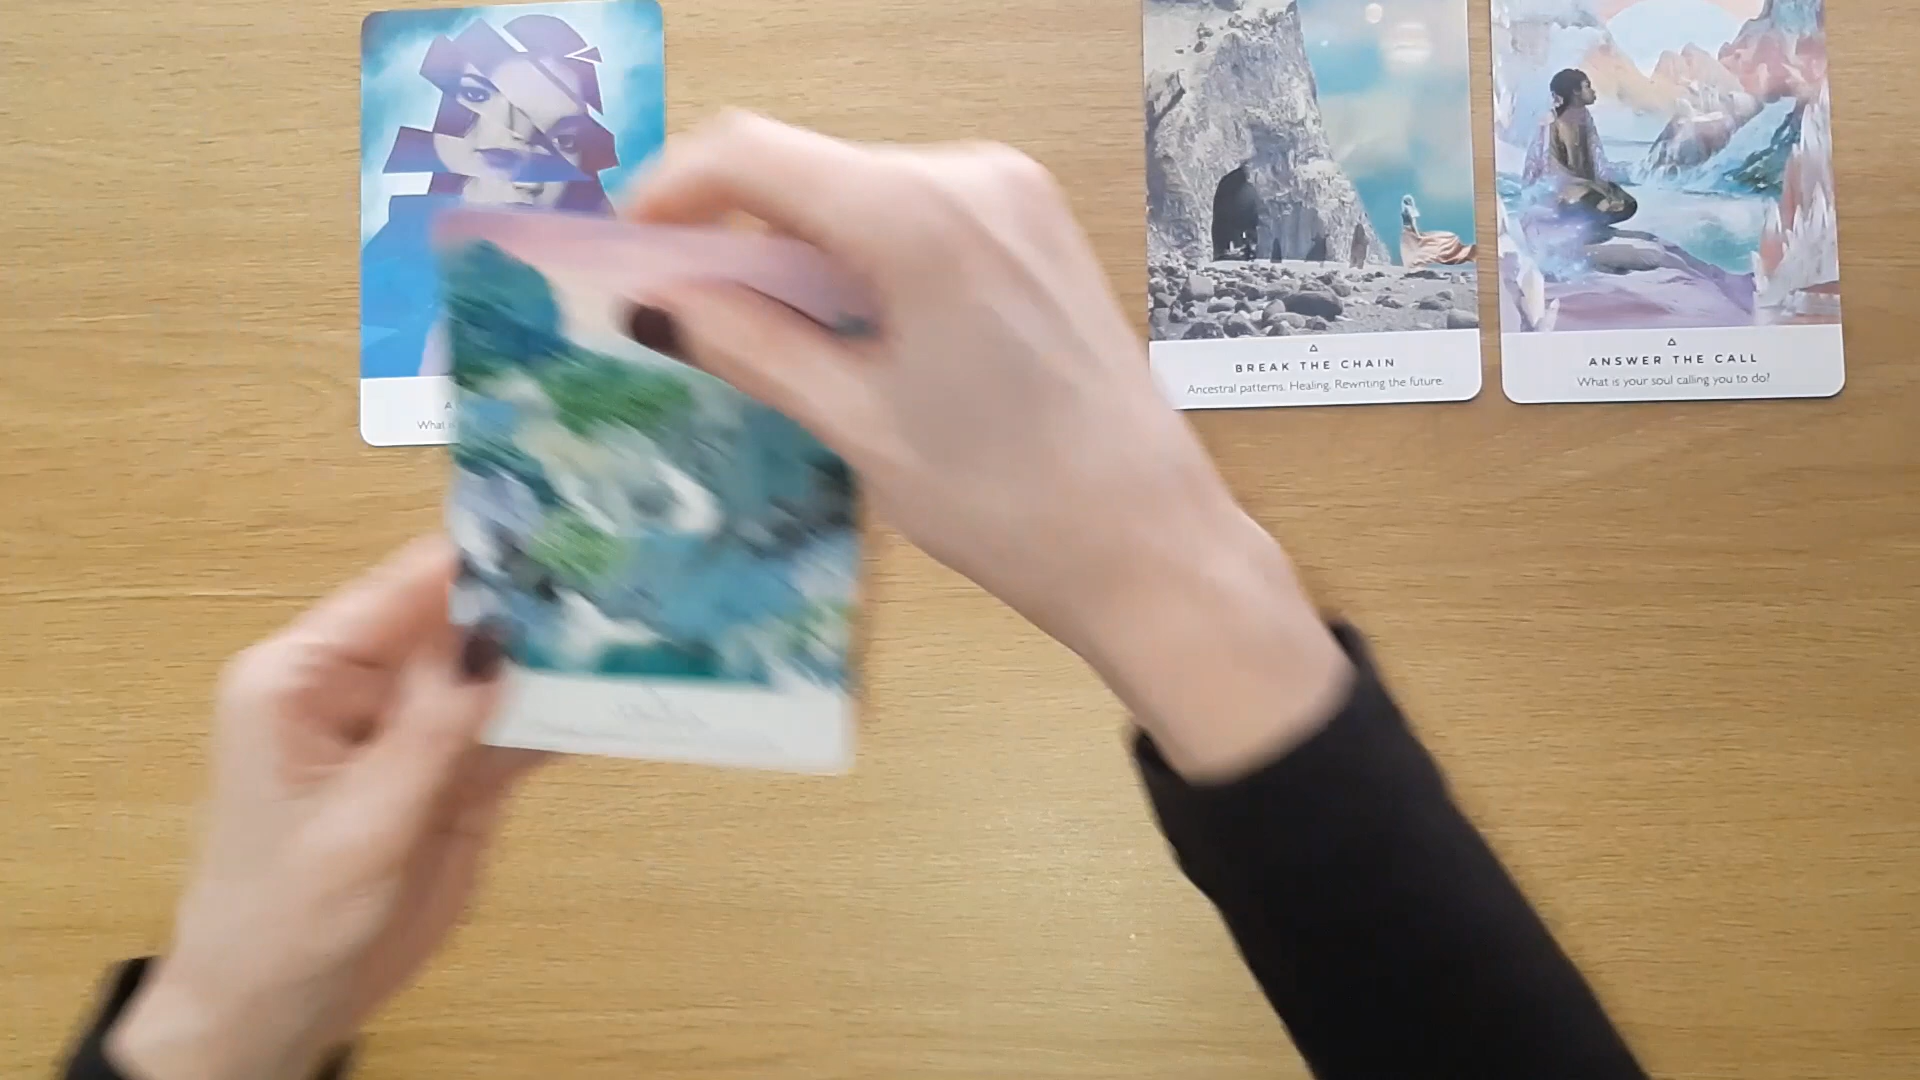 A
What
BREAK THE CHAIN
Ancestral patterns. Healing. Rewriting the future.
ANSWER THE CALL
What is your soul calling you to do?